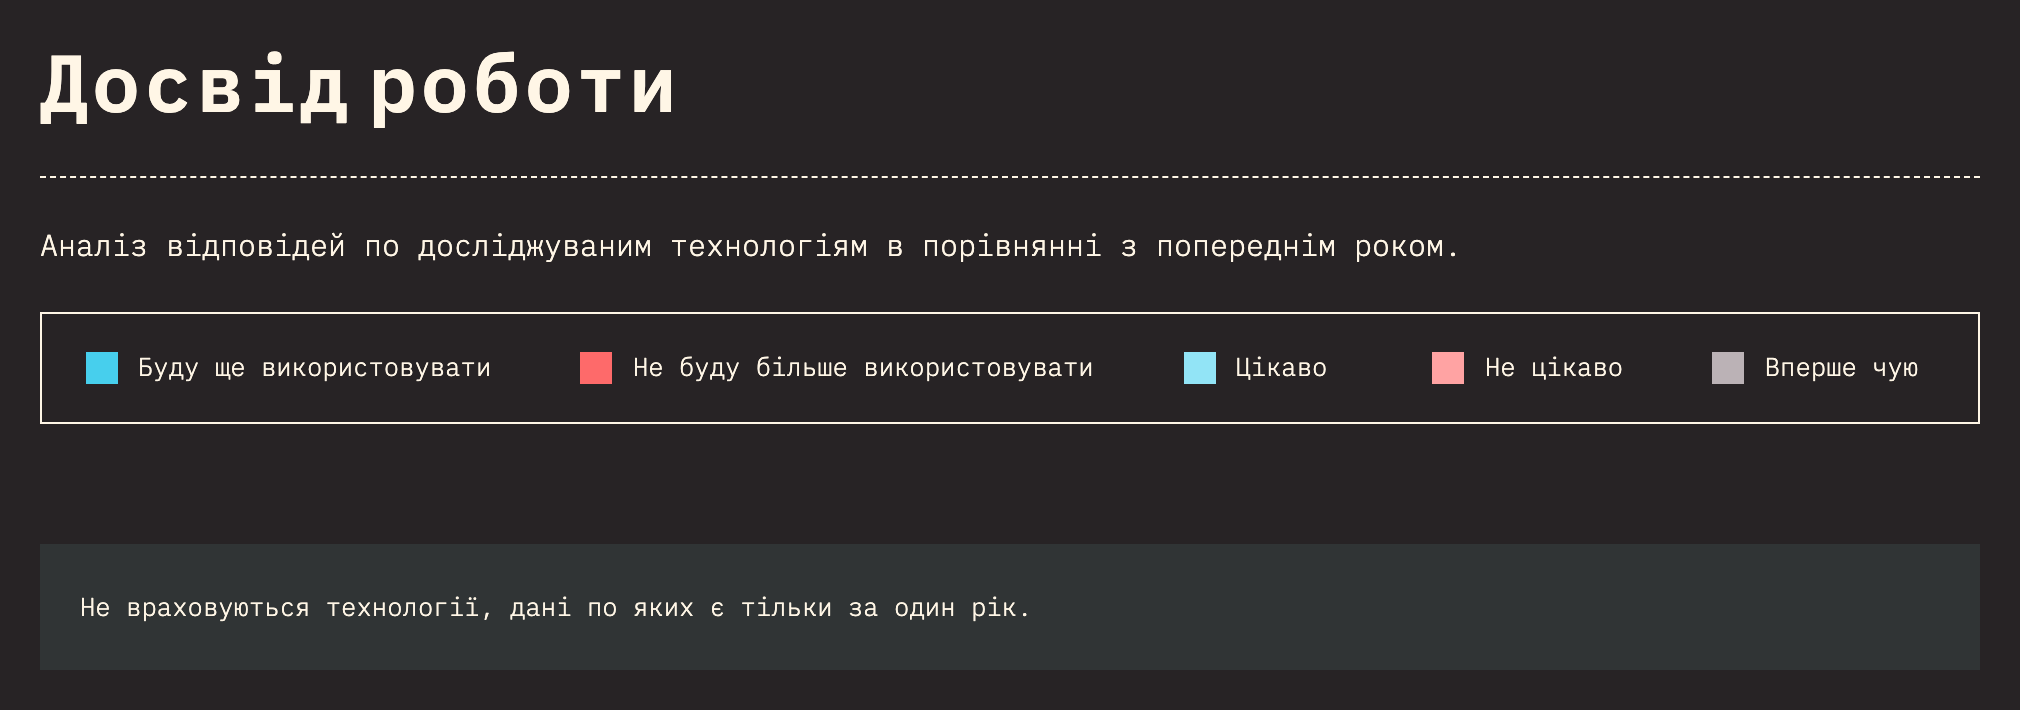 Досвід роботи
Аналіз відповідей по досліджуваним технологіям в порівнянні з попереднім роком.
Буду ще використовувати
Не буду більше використовувати
Цікаво
Не цікаво
Вперше чую
Не враховуються технології, дані по яких є тільки за один рік.